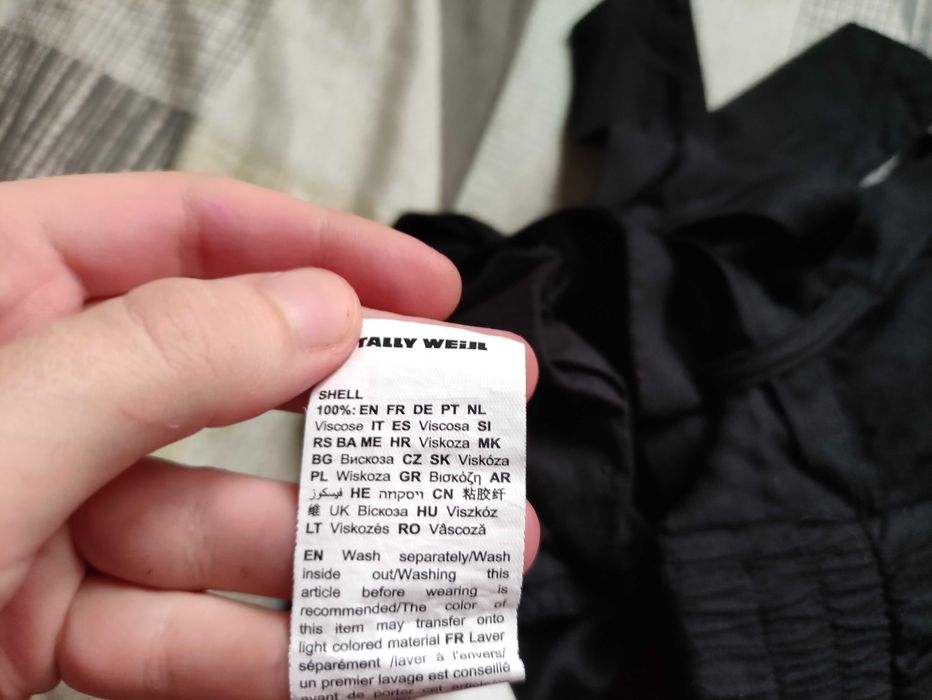 TALLY WEiJL
SHELL
100%: EN FR DE PT NL
Viscose IT ES Viscosa SI
RS BA ME HR Viskoza MK
BG Вискоза CZ SK Viskóza
PL Wiskoza GR Βισκόζη AR
فيسكوز HE ויסקוזה CN 粘胶纤
维 UK Віскоза HU Viszkóz
LT Viskozės RO Vâscoză
EN Wash separately/Wash
inside out/Washing this
article before wearing is
recommended/The color of
this item may transfer onto
light colored material FR Laver
séparément /laver à l'envers/
un premier lavage est conseillé
avant de porter cet